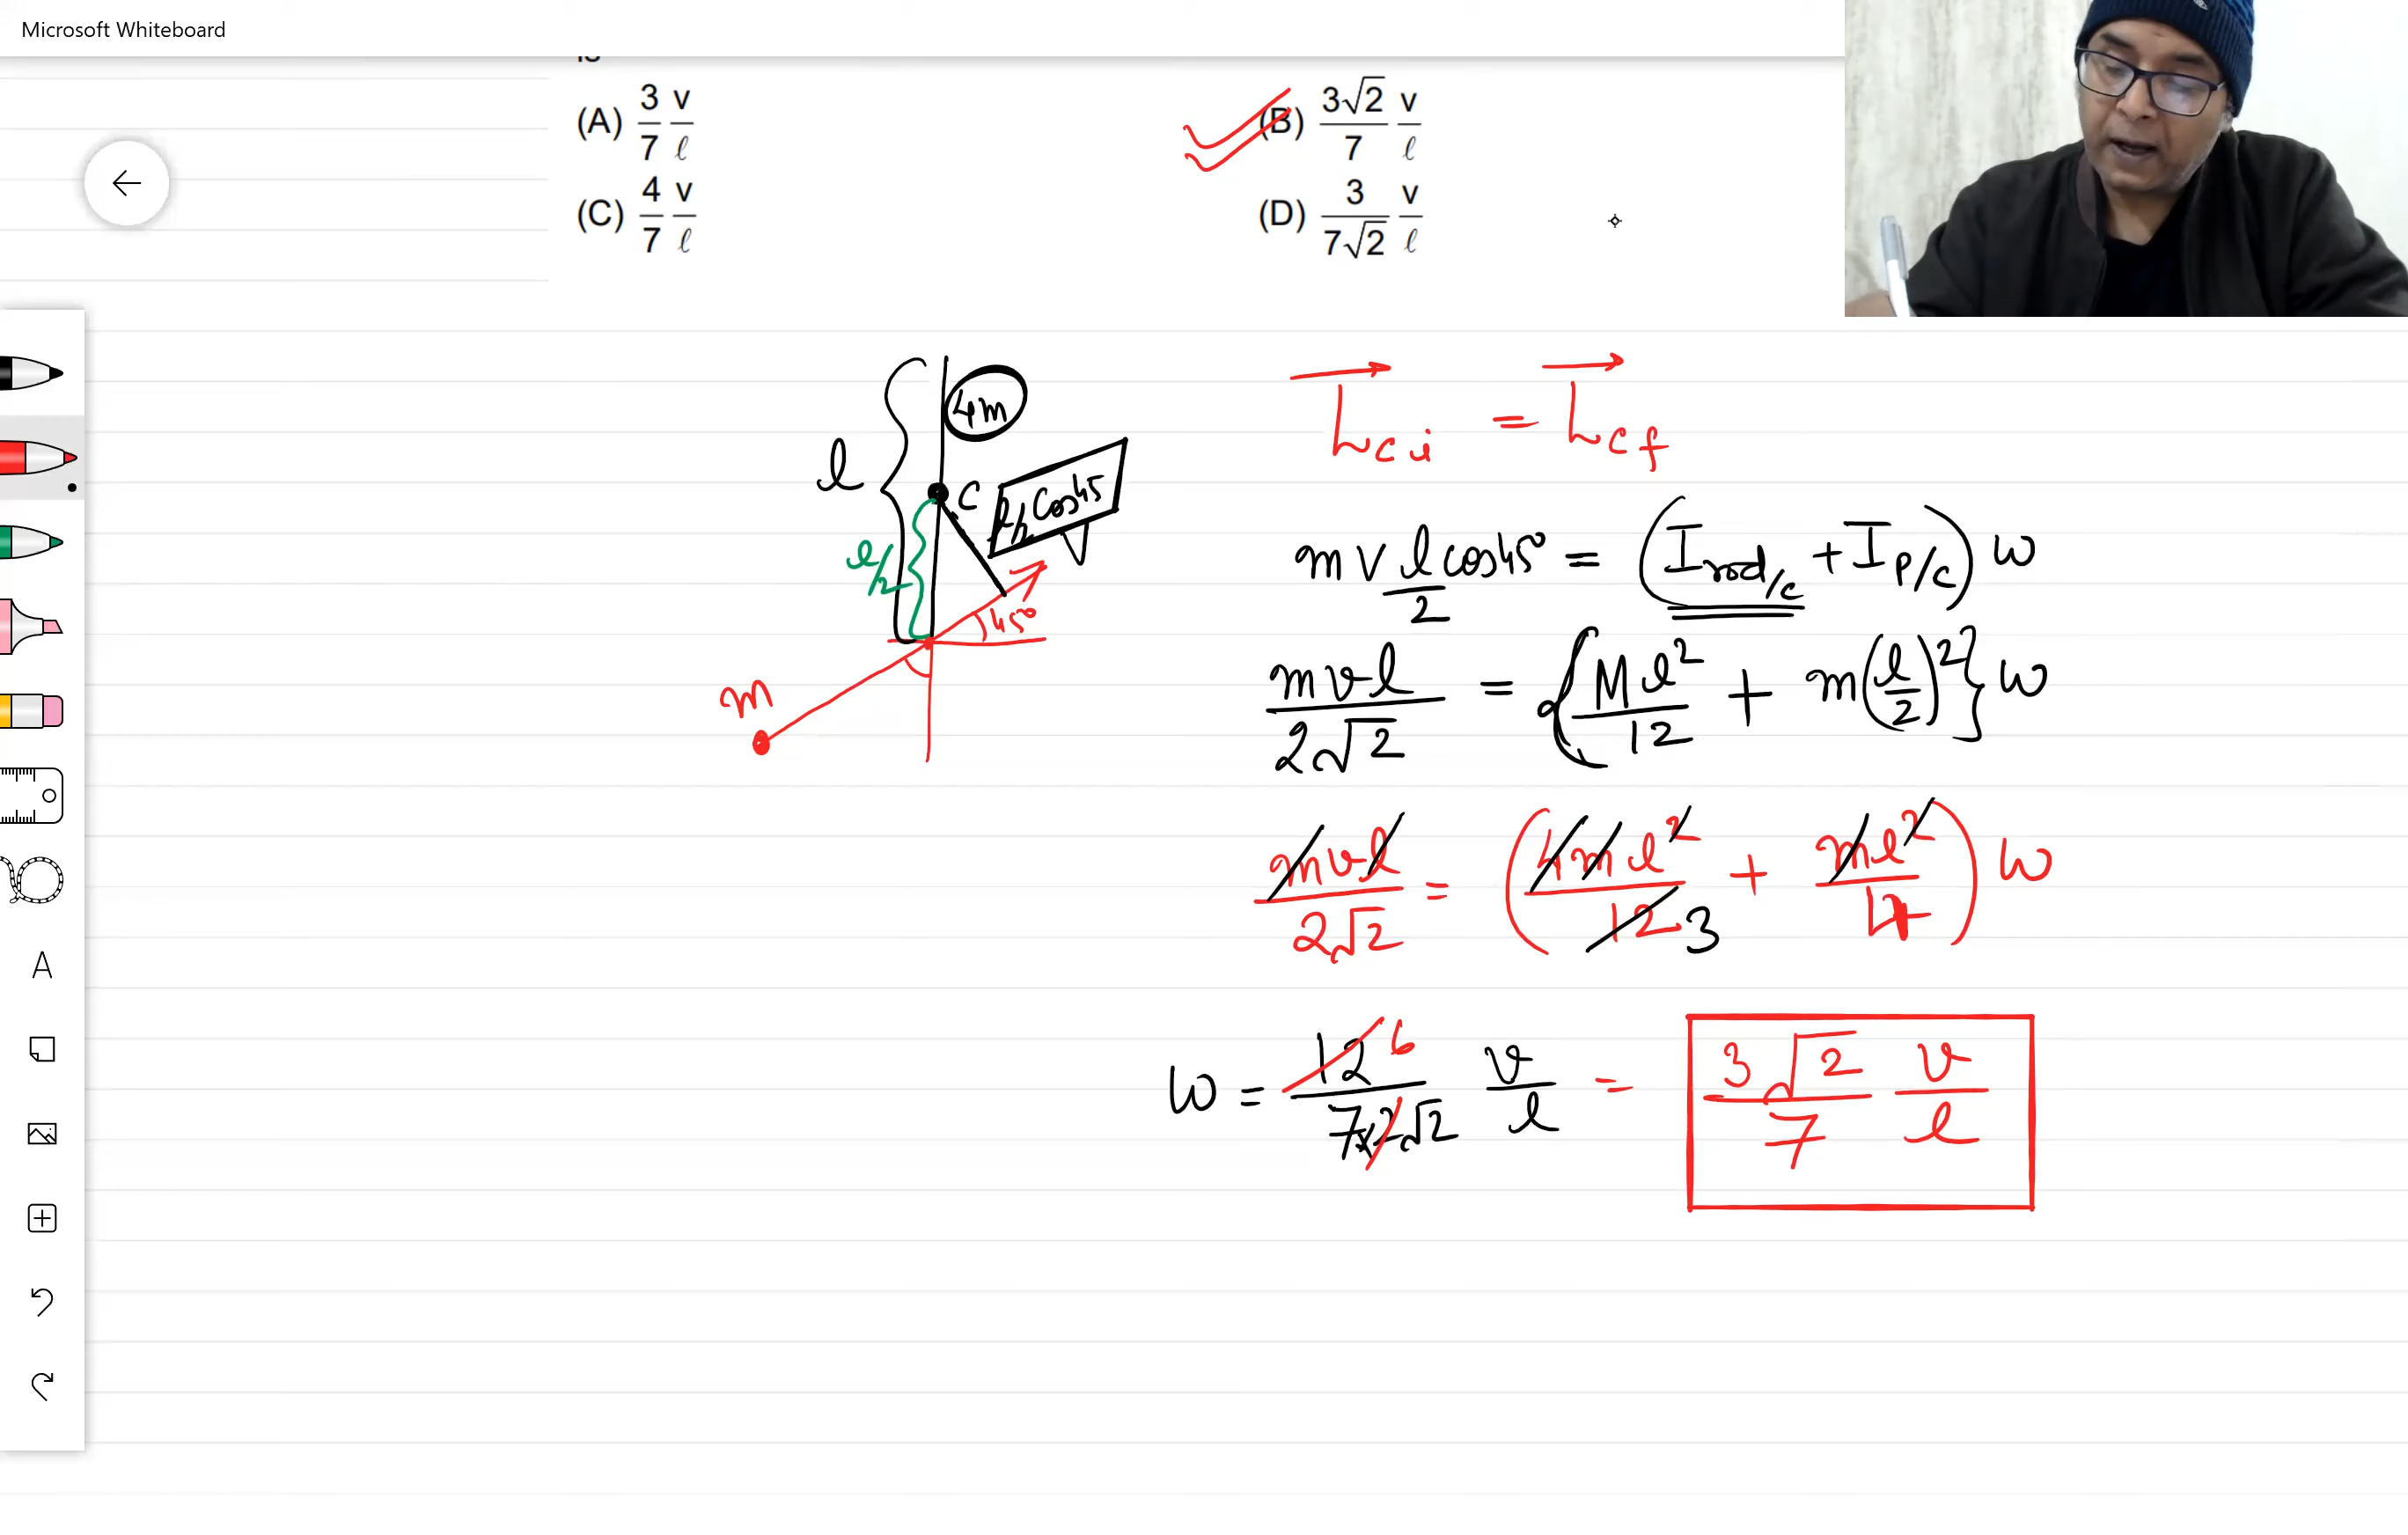 Microsoft Whiteboard
(A) 3/7 v/ℓ
(B) 3√2/7 v/ℓ
(C) 4/7 v/ℓ
(D) 3/7√2 v/ℓ
4m
l
C
l/2 Cos45
l/2
45°
m
L⃗ci = L⃗cf
m v l/2 cos45° = (I rod/c + I P/c) ω
mvl/2√2 = {Ml²/12 + m(l/2)²} ω
mvl/2√2 = (4ml²/12 3 + ml²/4) ω
ω = 12 6/7×2√2 v/l = 3√2/7 v/l
A